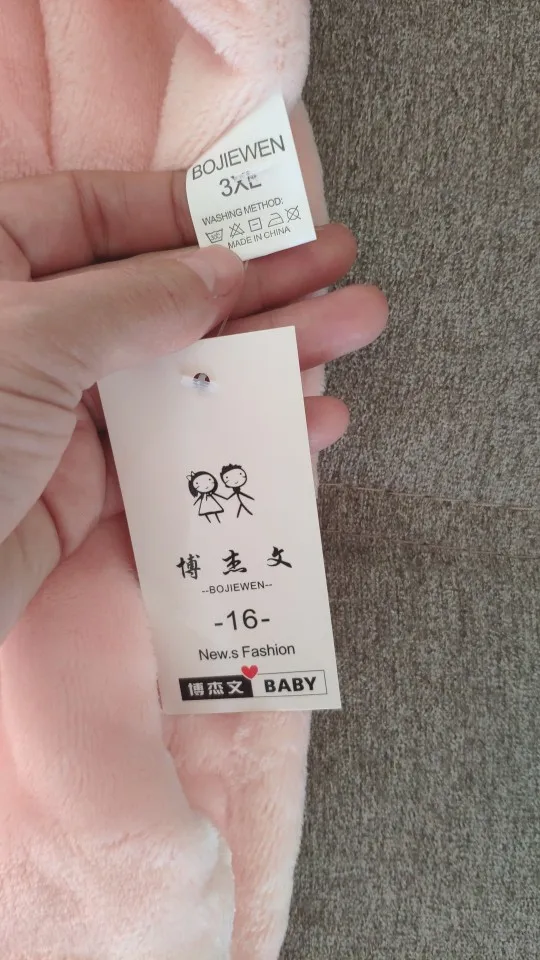 BOJIEWEN
3XL
WASHING METHOD:
MADE IN CHINA
博 杰 文
--BOJIEWEN--
-16-
New.s Fashion
博杰文 BABY